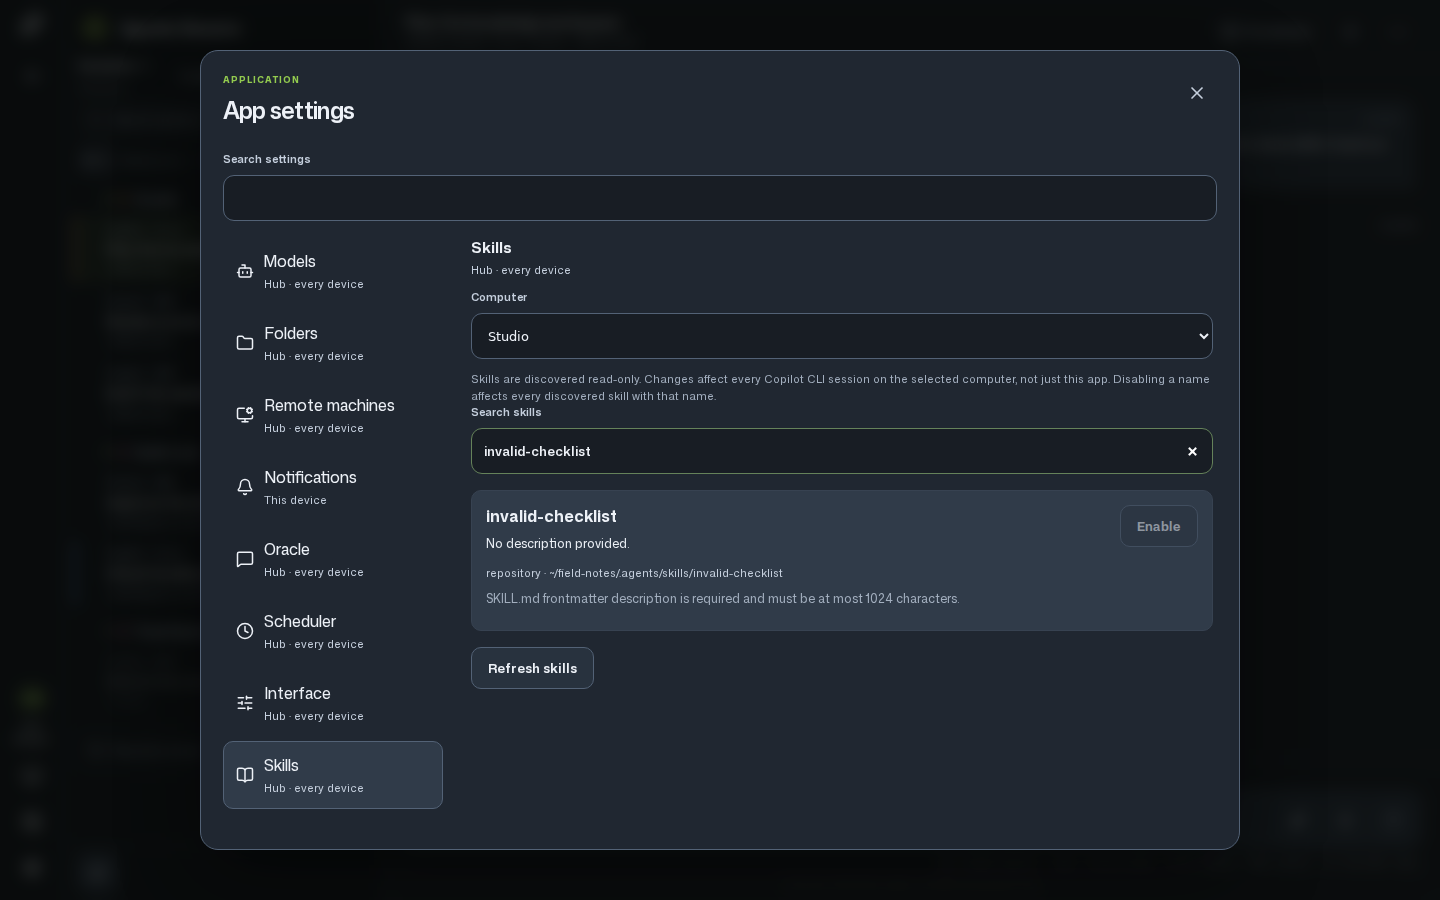 APPLICATION
App settings
Search settings
Models
Hub · every device
Folders
Hub · every device
Remote machines
Hub · every device
Notifications
This device
Oracle
Hub · every device
Scheduler
Hub · every device
Interface
Hub · every device
Skills
Hub · every device
Skills
Hub · every device
Computer
Studio
Skills are discovered read-only. Changes affect every Copilot CLI session on the selected computer, not just this app. Disabling a name
affects every discovered skill with that name.
Search skills
invalid-checklist
invalid-checklist
Enable
No description provided.
repository · ~/field-notes/.agents/skills/invalid-checklist
SKILL.md frontmatter description is required and must be at most 1024 characters.
Refresh skills